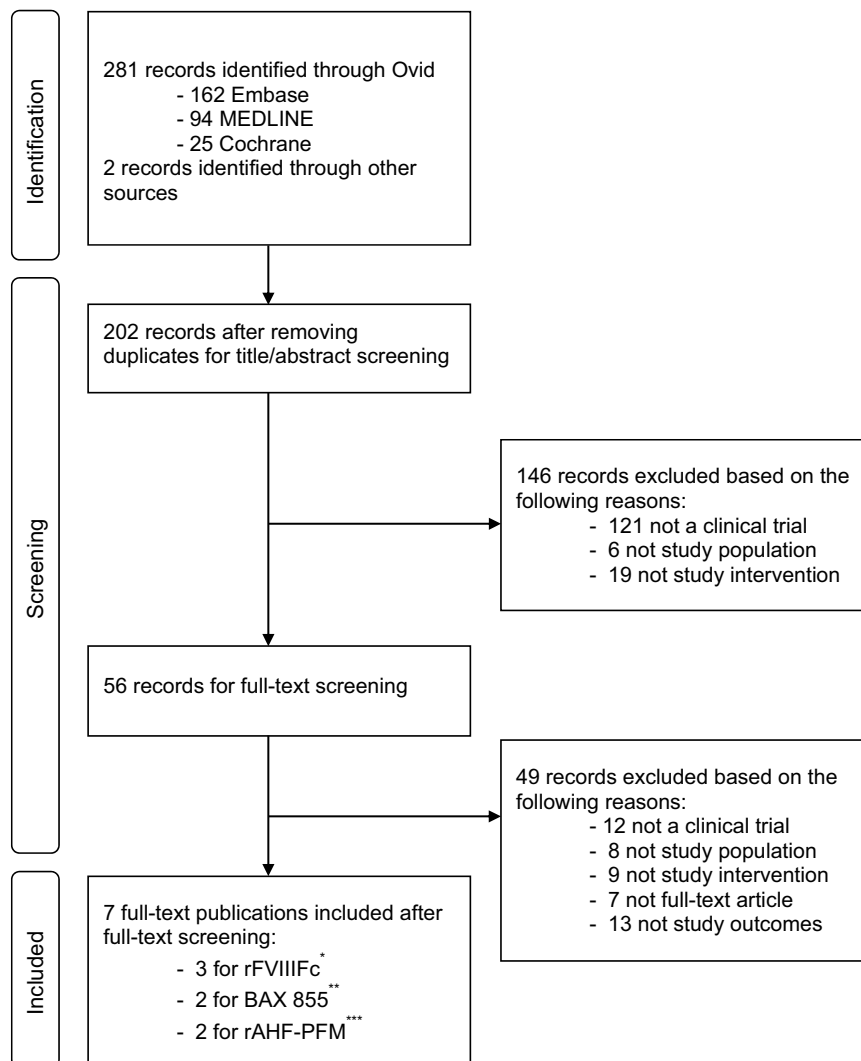 Identification
281 records identified through Ovid
- 162 Embase
- 94 MEDLINE
- 25 Cochrane
2 records identified through other
sources
Screening
202 records after removing
duplicates for title/abstract screening
146 records excluded based on the
following reasons:
- 121 not a clinical trial
- 6 not study population
- 19 not study intervention
56 records for full-text screening
49 records excluded based on the
following reasons:
- 12 not a clinical trial
- 8 not study population
- 9 not study intervention
- 7 not full-text article
- 13 not study outcomes
Included
7 full-text publications included after
full-text screening:
- 3 for rFVIIIFc*
- 2 for BAX 855**
- 2 for rAHF-PFM***